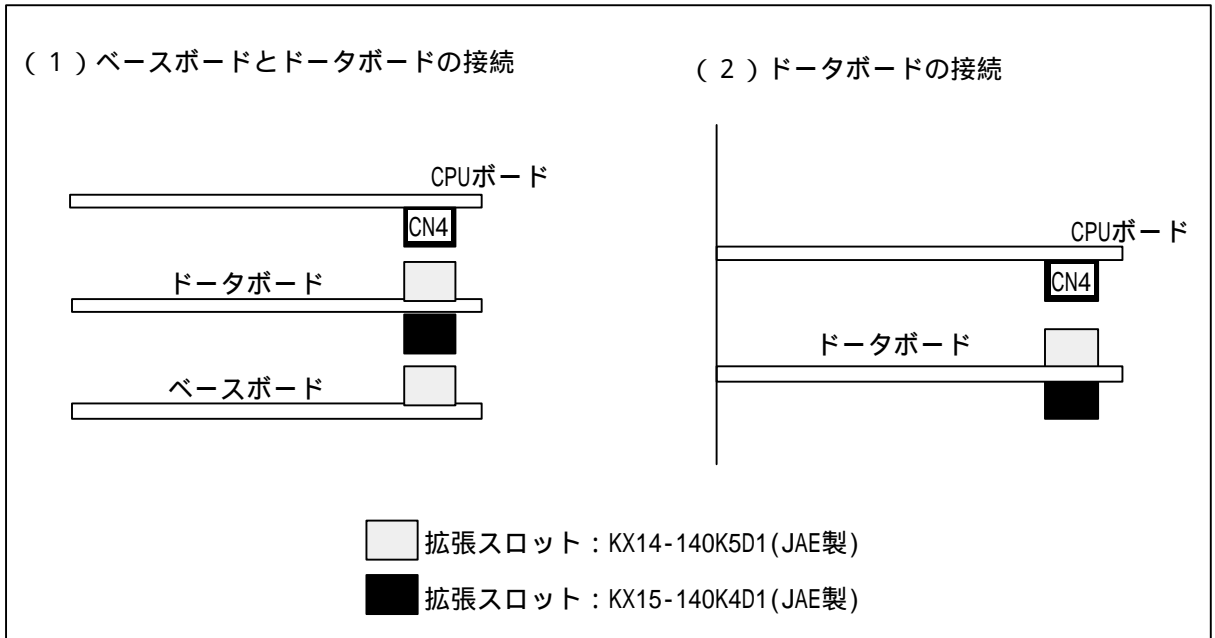 (1)ベースボードとドータボードの接続
CPUボード
CN4
ドータボード
ベースボード
(2)ドータボードの接続
CPUボード
CN4
ドータボード
拡張スロット:KX14-140K5D1(JAE製)
拡張スロット:KX15-140K4D1(JAE製)